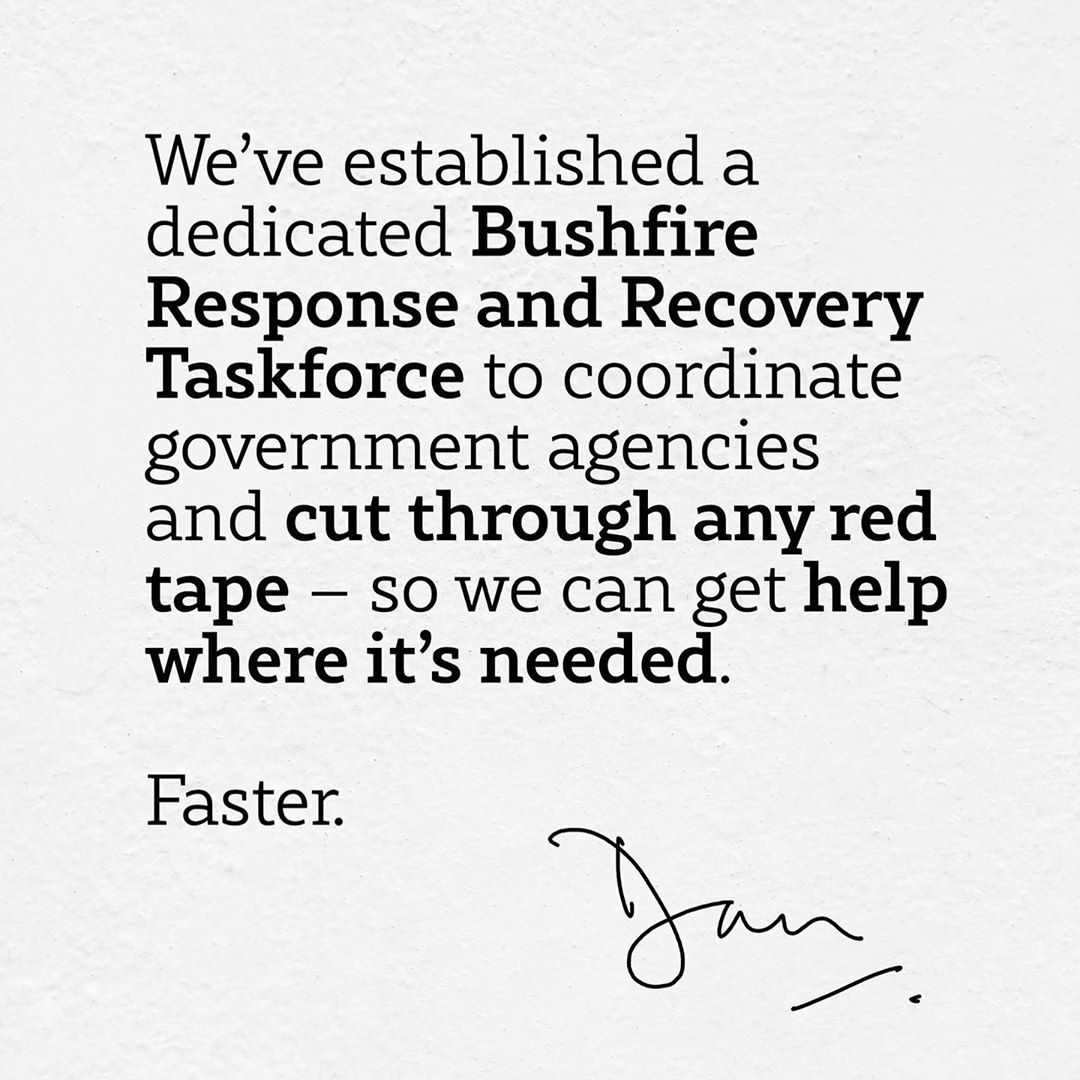 We’ve established a
dedicated Bushfire
Response and Recovery
Taskforce to coordinate
government agencies
and cut through any red
tape – so we can get help
where it’s needed.
Faster.
Dan